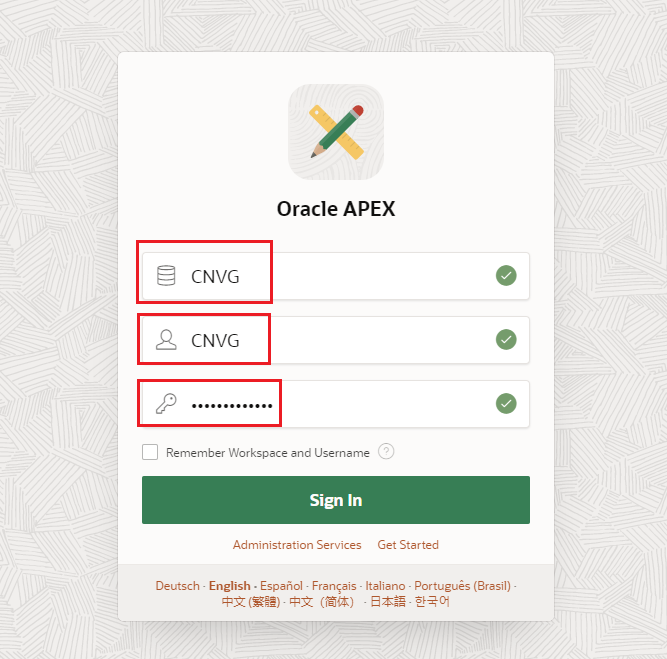 Oracle APEX
CNVG
CNVG
•••••••••••••
Remember Workspace and Username ?
Sign In
Administration Services Get Started
Deutsch · English · Español · Français · Italiano · Português (Brasil) ·
中文 (繁體) · 中文（简体） · 日本語 · 한국어